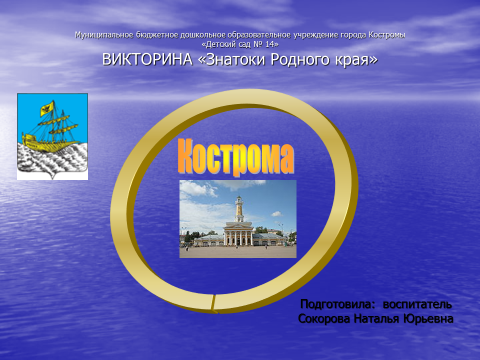 Муниципальное бюджетное дошкольное образовательное учреждение города Костромы
«Детский сад № 14»
ВИКТОРИНА «Знатоки Родного края»
Кострома
Подготовила: воспитатель
Сокорова Наталья Юрьевна